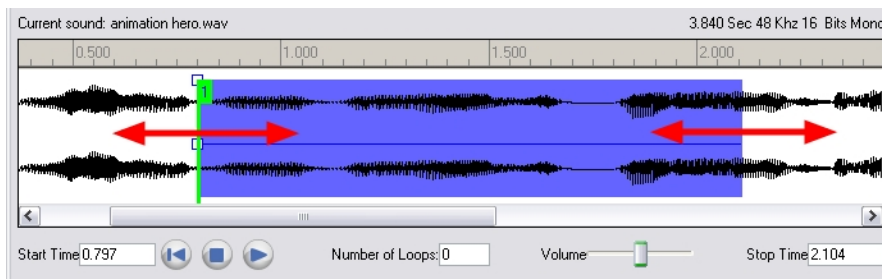 Current sound: animation hero.wav 3.840 Sec 48 Khz 16 Bits Mono
0.500 1.000 1.500 2.000
1
Start Time 0.797 Number of Loops: 0 Volume Stop Time 2.104